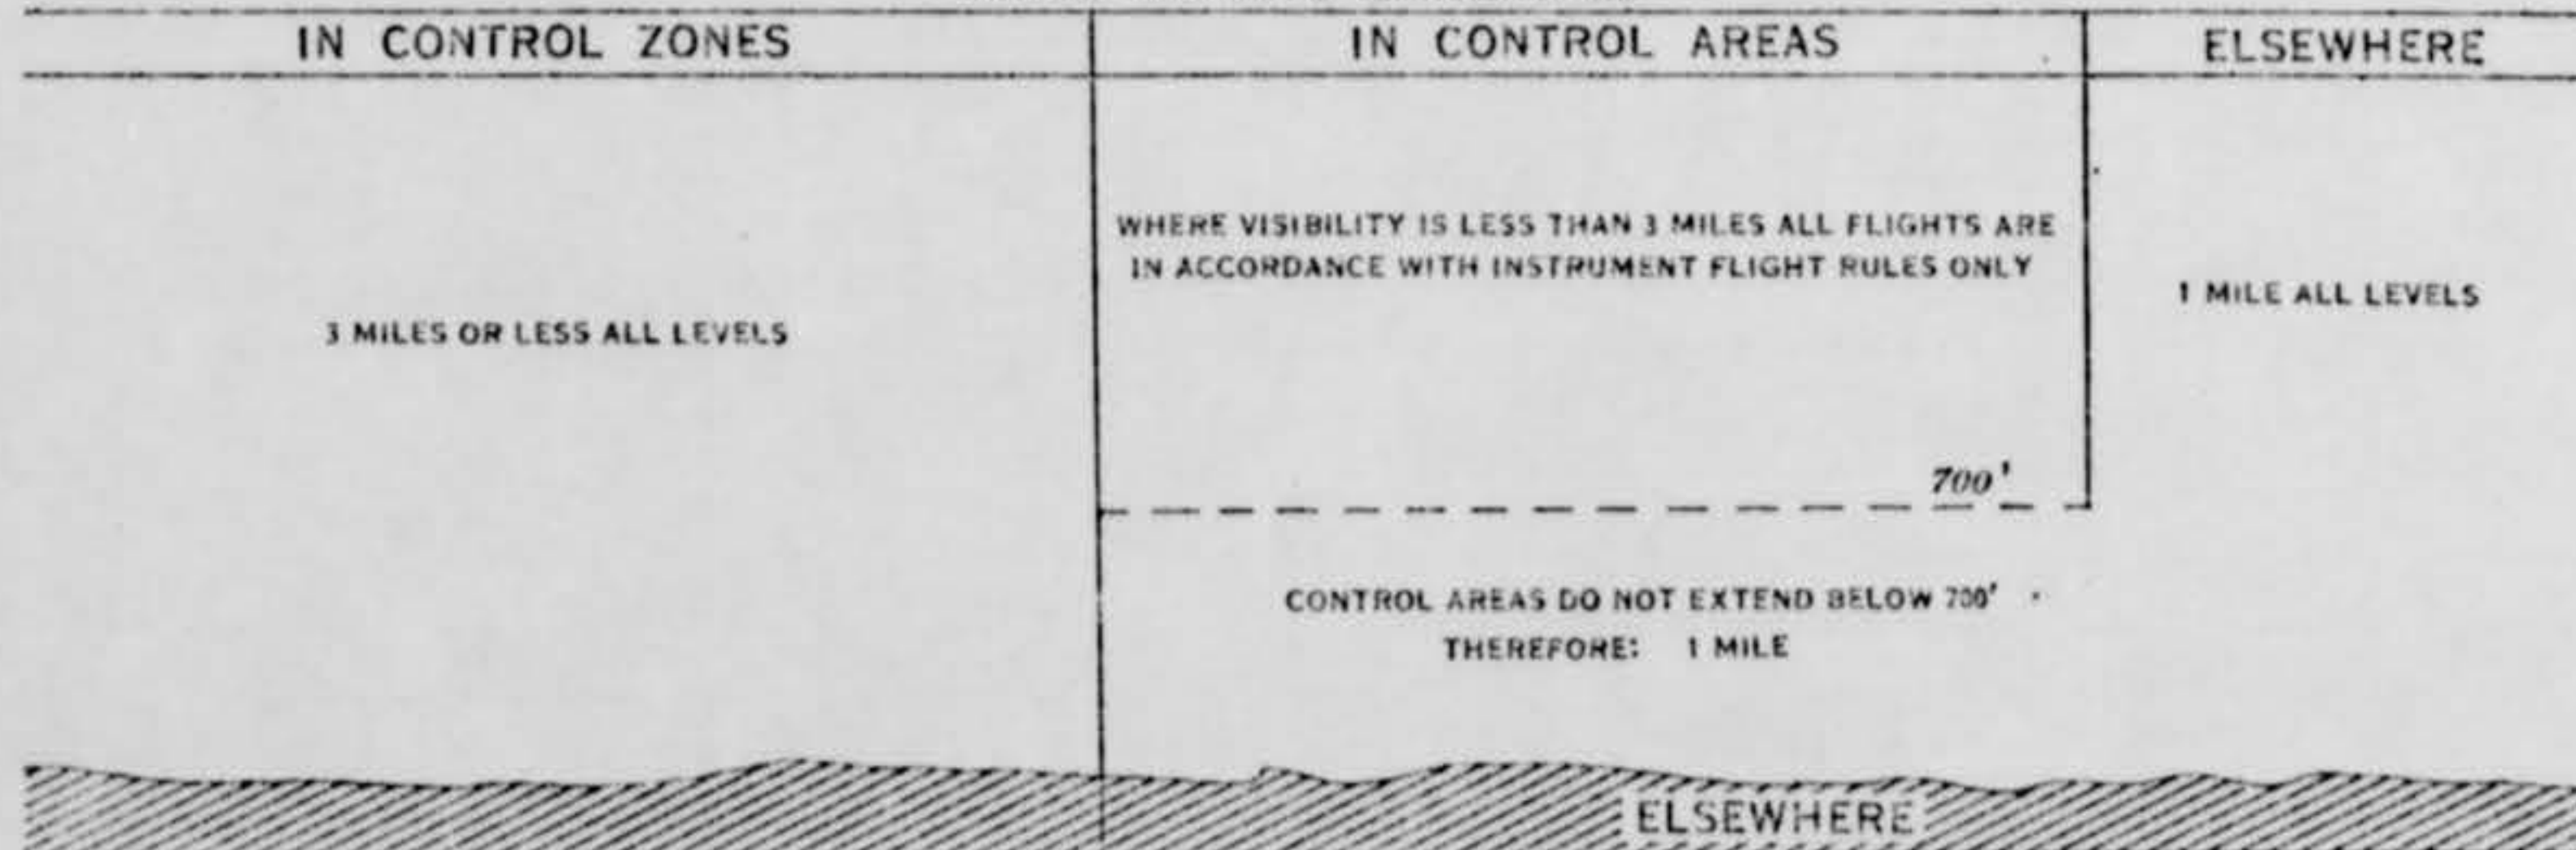 IN CONTROL ZONES
IN CONTROL AREAS
ELSEWHERE
3 MILES OR LESS ALL LEVELS
WHERE VISIBILITY IS LESS THAN 3 MILES ALL FLIGHTS ARE
IN ACCORDANCE WITH INSTRUMENT FLIGHT RULES ONLY
700'
CONTROL AREAS DO NOT EXTEND BELOW 700'
THEREFORE: 1 MILE
1 MILE ALL LEVELS
ELSEWHERE